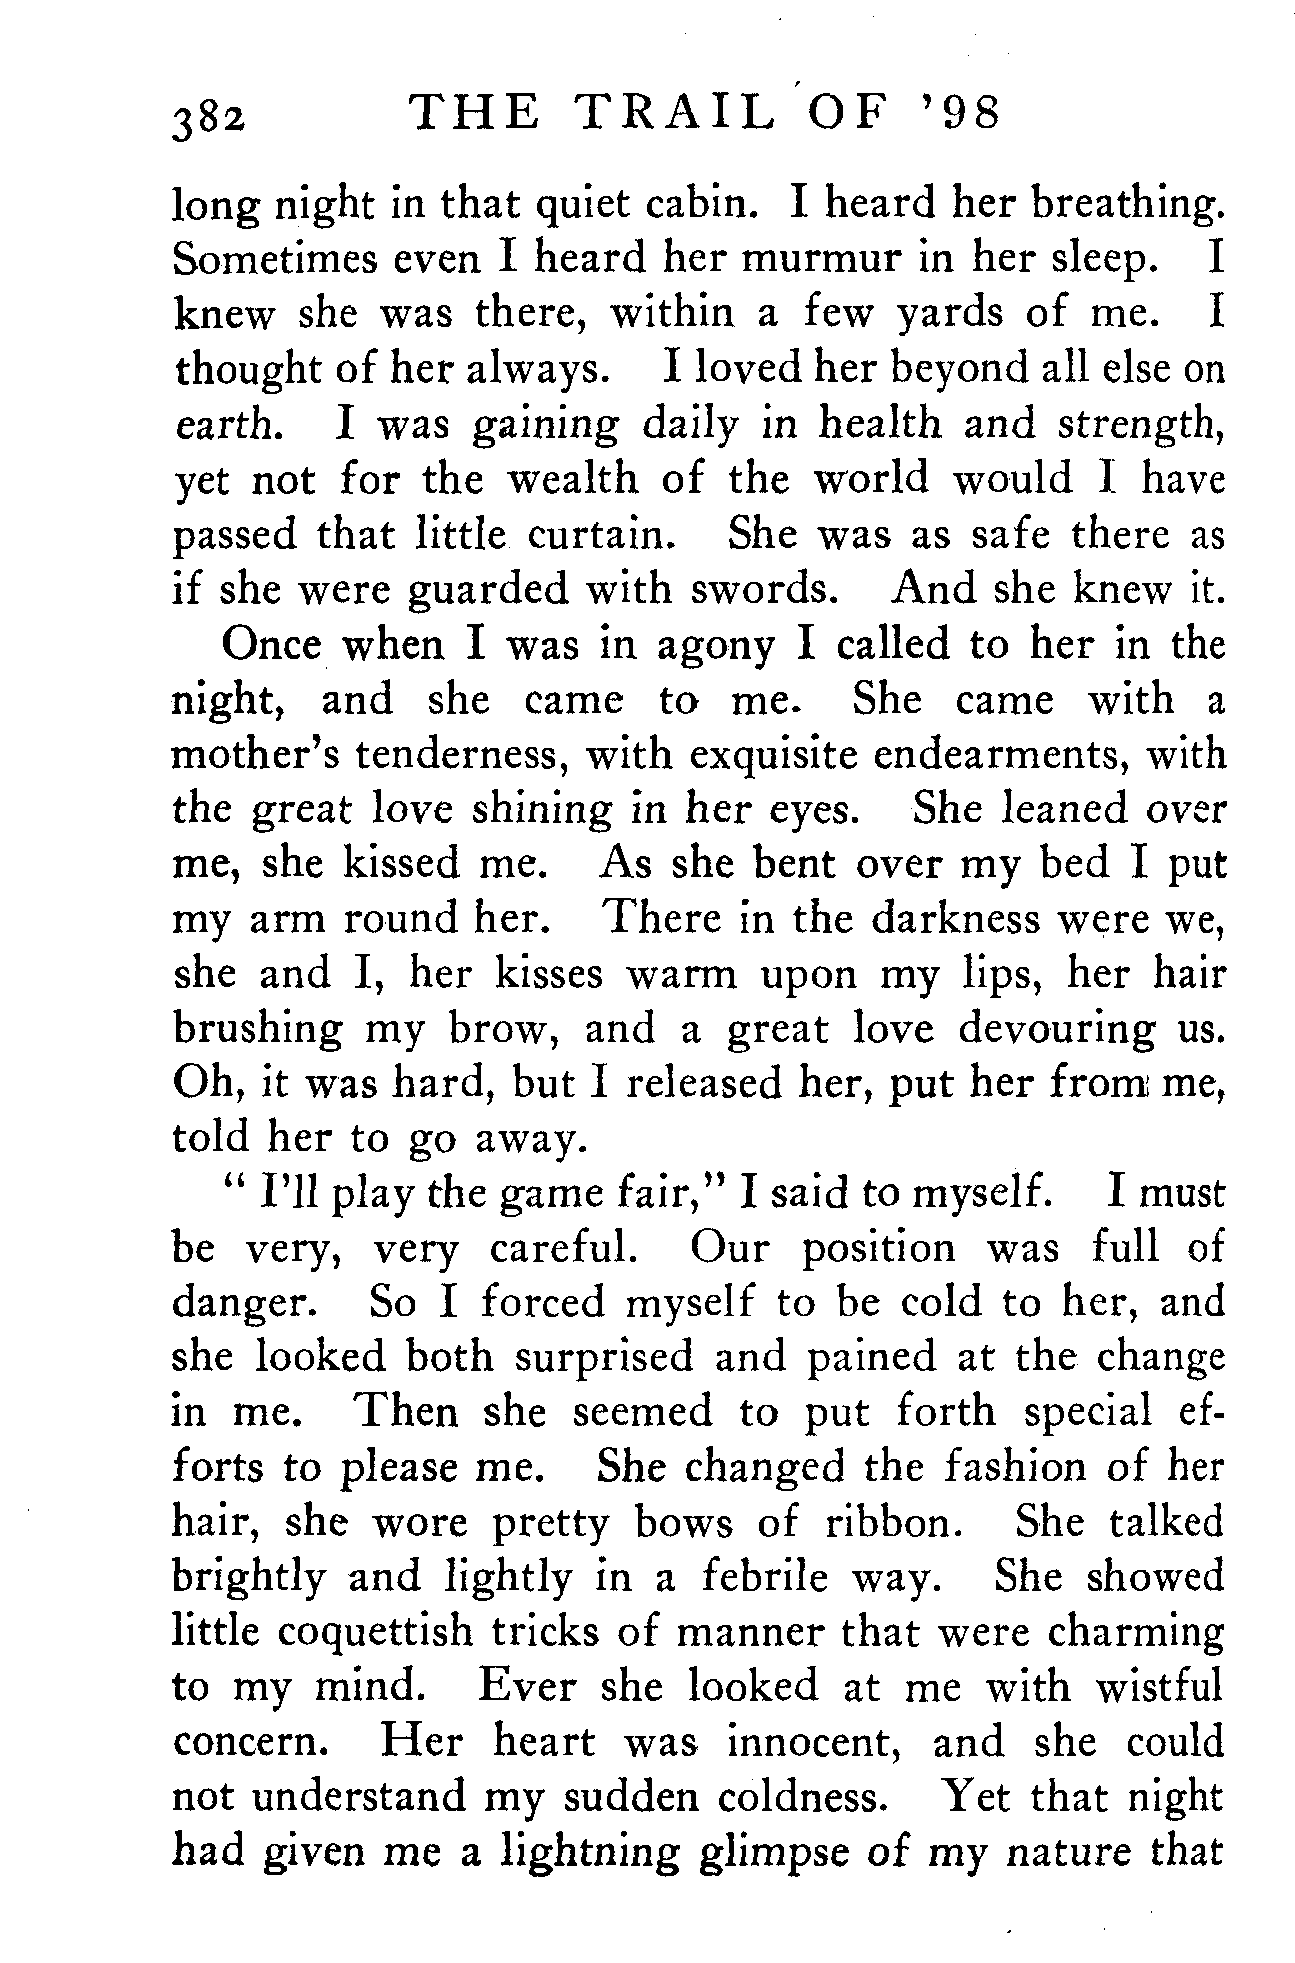 382 THE TRAIL OF '98
long night in that quiet cabin. I heard her breathing.
Sometimes even I heard her murmur in her sleep. I
knew she was there, within a few yards of me. I
thought of her always. I loved her beyond all else on
earth. I was gaining daily in health and strength,
yet not for the wealth of the world would I have
passed that little curtain. She was as safe there as
if she were guarded with swords. And she knew it.
Once when I was in agony I called to her in the
night, and she came to me. She came with a
mother's tenderness, with exquisite endearments, with
the great love shining in her eyes. She leaned over
me, she kissed me. As she bent over my bed I put
my arm round her. There in the darkness were we,
she and I, her kisses warm upon my lips, her hair
brushing my brow, and a great love devouring us.
Oh, it was hard, but I released her, put her from me,
told her to go away.
" I'll play the game fair," I said to myself. I must
be very, very careful. Our position was full of
danger. So I forced myself to be cold to her, and
she looked both surprised and pained at the change
in me. Then she seemed to put forth special ef-
forts to please me. She changed the fashion of her
hair, she wore pretty bows of ribbon. She talked
brightly and lightly in a febrile way. She showed
little coquettish tricks of manner that were charming
to my mind. Ever she looked at me with wistful
concern. Her heart was innocent, and she could
not understand my sudden coldness. Yet that night
had given me a lightning glimpse of my nature that